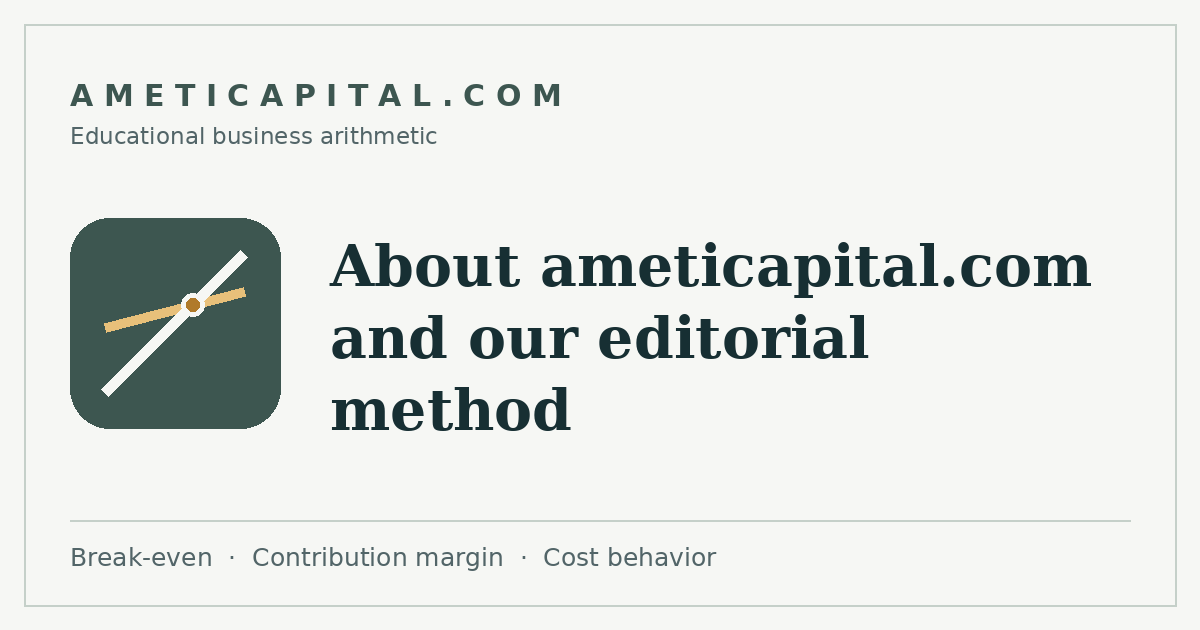 AMETICAPITAL.COM
Educational business arithmetic
About ameticapital.com
and our editorial
method
Break-even · Contribution margin · Cost behavior